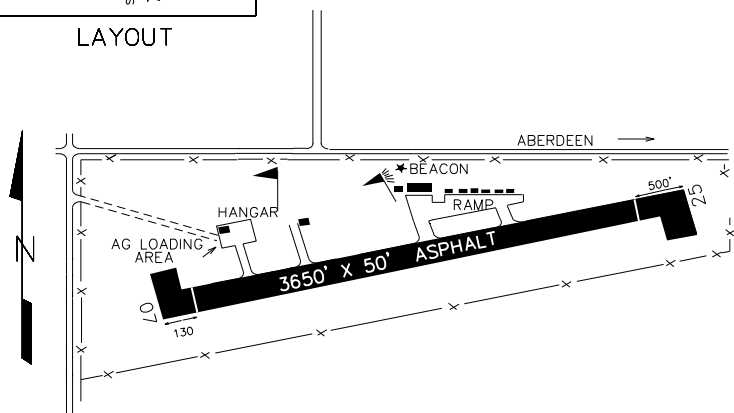 LAYOUT
ABERDEEN
BEACON
500'
25
RAMP
HANGAR
AG LOADING
AREA
N
3650' X 50' ASPHALT
07
130